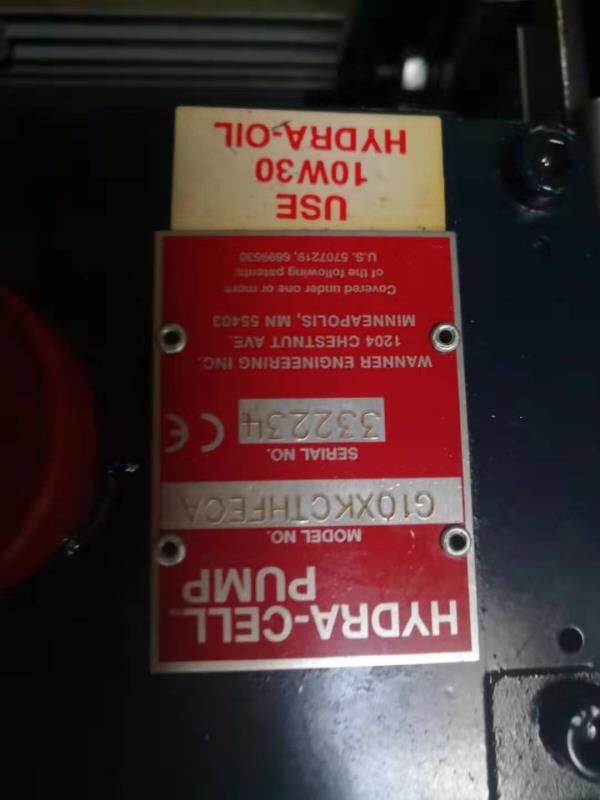 HYDRA-CELL
PUMP
MODEL NO.
G10XKCTHFECA
SERIAL NO.
332234
CE
WANNER ENGINEERING INC.
1204 CHESTNUT AVE.
MINNEAPOLIS, MN 55403
Covered under one or more
of the following patents:
U.S. 5707219, 6899530
USE
10W30
HYDRA-OIL